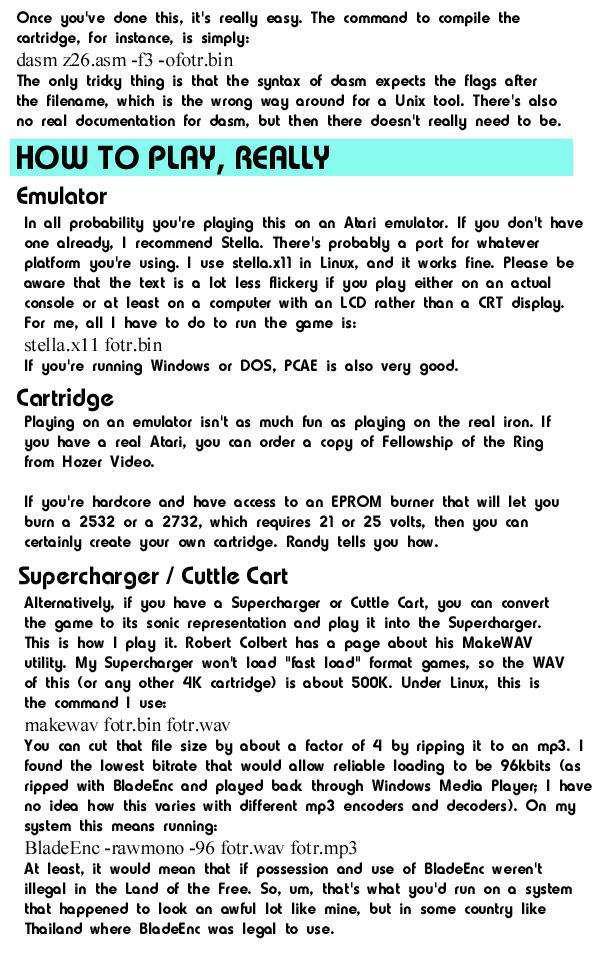 Once you've done this, it's really easy. The command to compile the
cartridge, for instance, is simply:
dasm z26.asm -f3 -ofotr.bin
The only tricky thing is that the syntax of dasm expects the flags after
the filename, which is the wrong way around for a Unix tool. There's also
no real documentation for dasm, but then there doesn't really need to be.
HOW TO PLAY, REALLY
Emulator
In all probability you're playing this on an Atari emulator. If you don't have
one already, I recommend Stella. There's probably a port for whatever
platform you're using. I use stella.x11 in Linux, and it works fine. Please be
aware that the text is a lot less flickery if you play either on an actual
console or at least on a computer with an LCD rather than a CRT display.
For me, all I have to do to run the game is:
stella.x11 fotr.bin
If you're running Windows or DOS, PCAE is also very good.
Cartridge
Playing on an emulator isn't as much fun as playing on the real iron. If
you have a real Atari, you can order a copy of Fellowship of the Ring
from Hozer Video.
If you're hardcore and have access to an EPROM burner that will let you
burn a 2532 or a 2732, which requires 21 or 25 volts, then you can
certainly create your own cartridge. Randy tells you how.
Supercharger / Cuttle Cart
Alternatively, if you have a Supercharger or Cuttle Cart, you can convert
the game to its sonic representation and play it into the Supercharger.
This is how I play it. Robert Colbert has a page about his MakeWAV
utility. My Supercharger won't load "fast load" format games, so the WAV
of this (or any other 4K cartridge) is about 500K. Under Linux, this is
the command I use:
makewav fotr.bin fotr.wav
You can cut that file size by about a factor of 4 by ripping it to an mp3. I
found the lowest bitrate that would allow reliable loading to be 96kbits (as
ripped with BladeEnc and played back through Windows Media Player; I have
no idea how this varies with different mp3 encoders and decoders). On my
system this means running:
BladeEnc -rawmono -96 fotr.wav fotr.mp3
At least, it would mean that if possession and use of BladeEnc weren't
illegal in the Land of the Free. So, um, that's what you'd run on a system
that happened to look an awful lot like mine, but in some country like
Thailand where BladeEnc was legal to use.